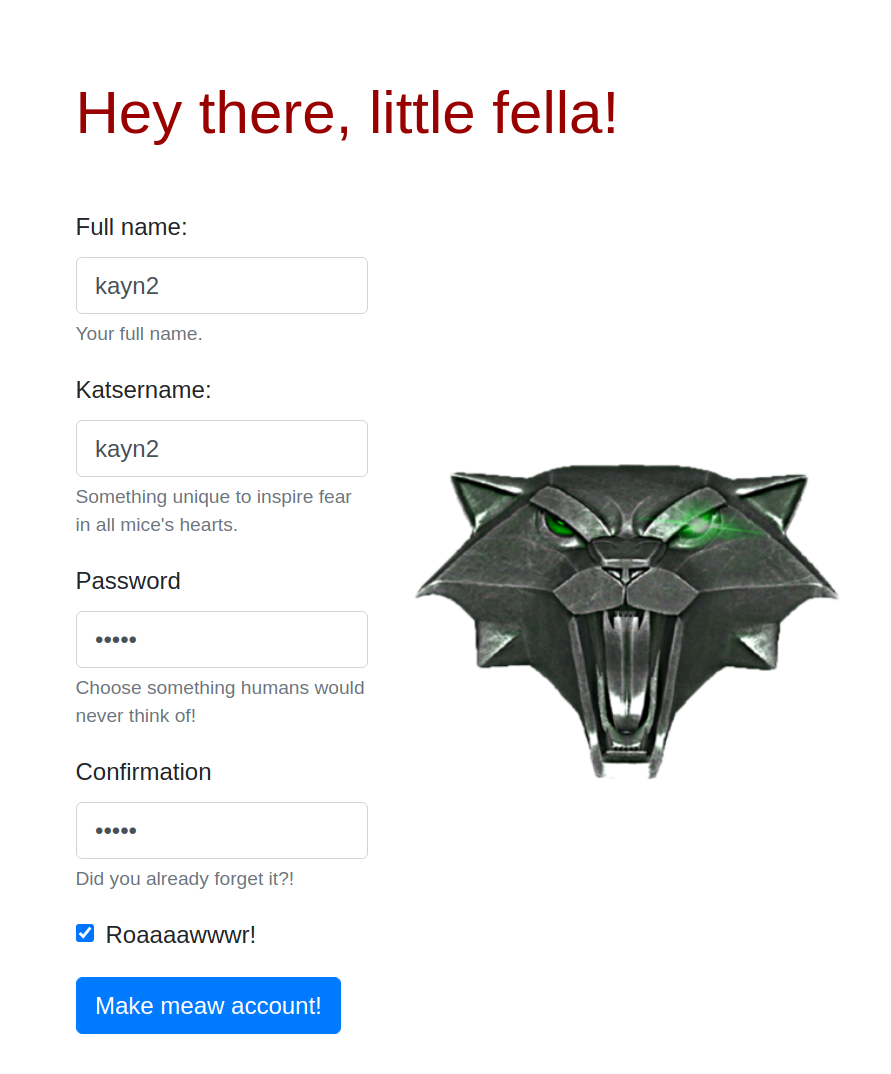 Hey there, little fella!
Full name:
kayn2
Your full name.
Katsername:
kayn2
Something unique to inspire fear
in all mice's hearts.
Password
•••••
Choose something humans would
never think of!
Confirmation
•••••
Did you already forget it?!
Roaaaawwwr!
Make meaw account!